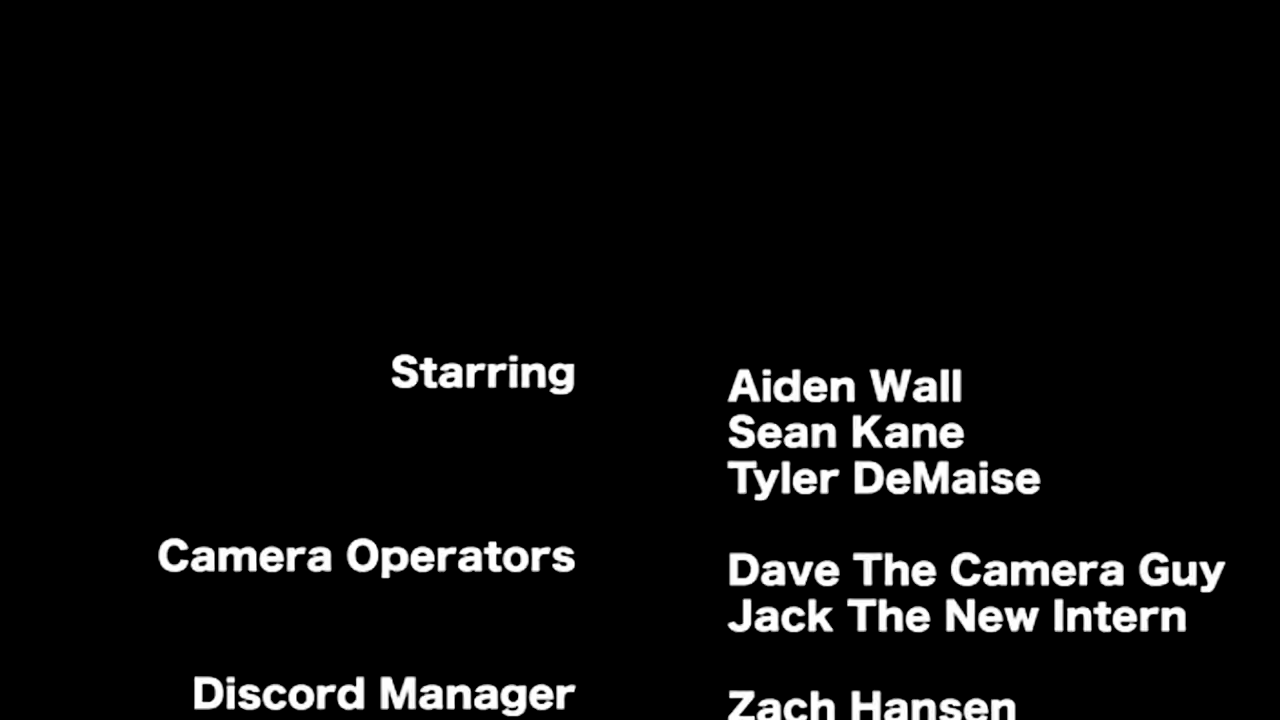 Starring
Aiden Wall
Sean Kane
Tyler DeMaise
Camera Operators
Dave The Camera Guy
Jack The New Intern
Discord Manager
Zach Hansen